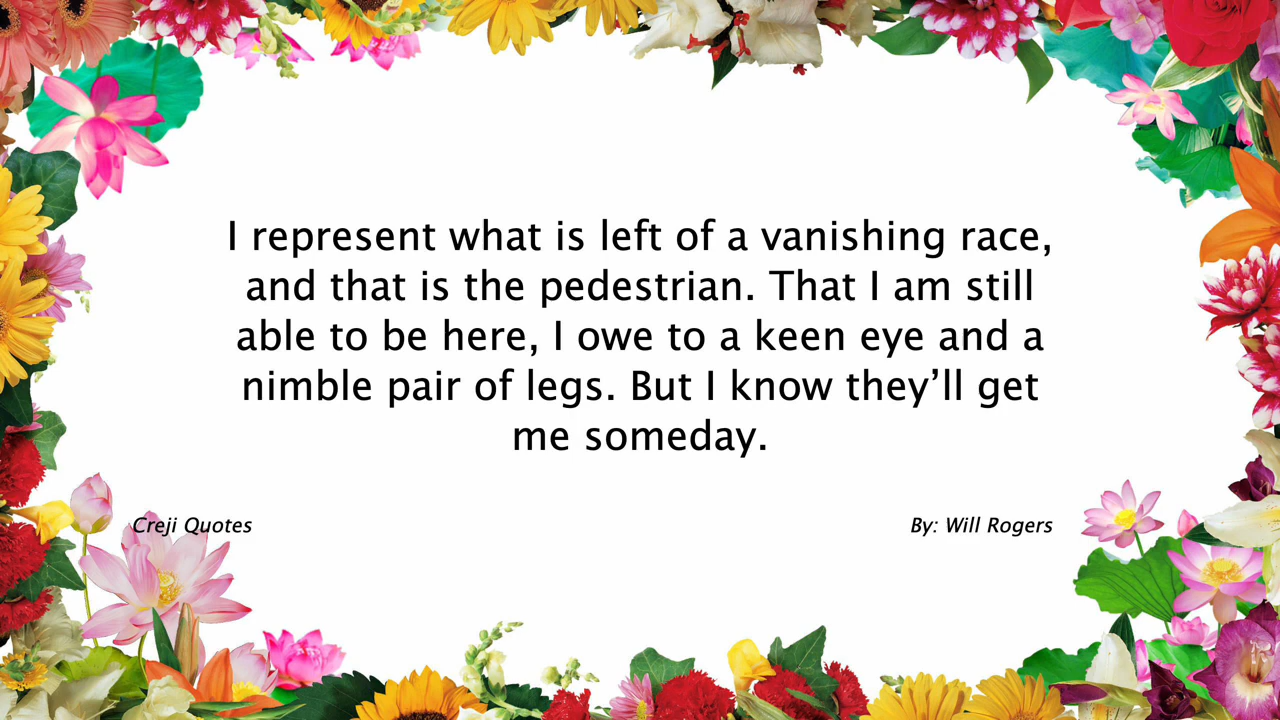 I represent what is left of a vanishing race,
and that is the pedestrian. That I am still
able to be here, I owe to a keen eye and a
nimble pair of legs. But I know they’ll get
me someday.
Creji Quotes
By: Will Rogers